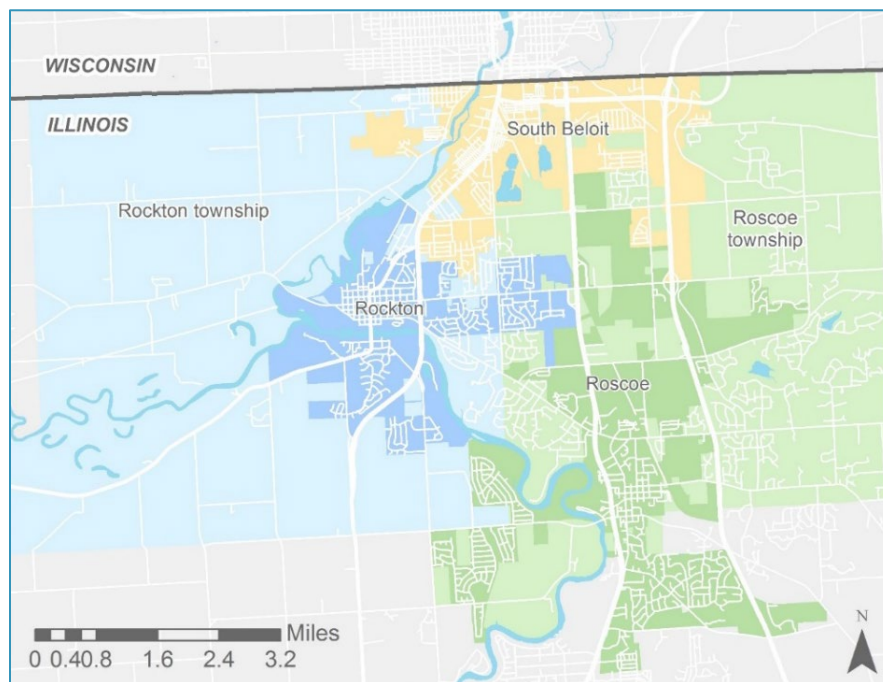 WISCONSIN
ILLINOIS
South Beloit
Rockton township
Roscoe
township
Rockton
Roscoe
Miles
0 0.40.8 1.6 2.4 3.2
N